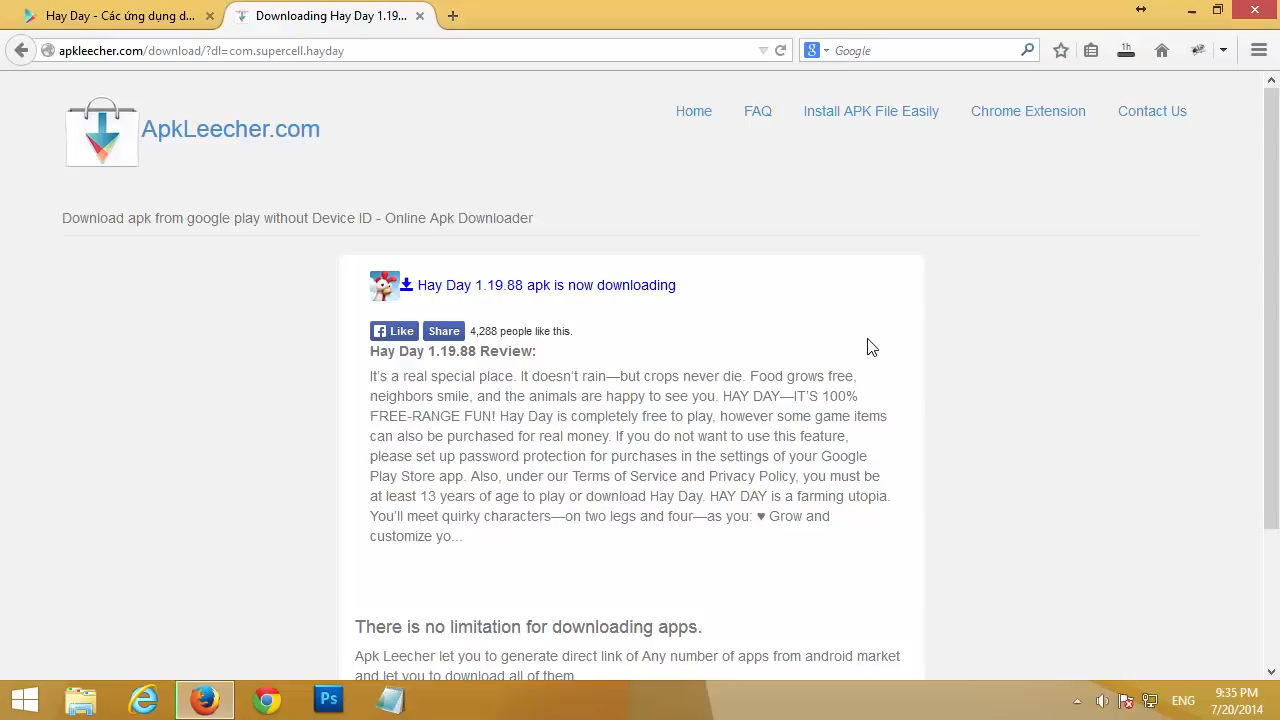 Hay Day - Các ứng dụng d...
Downloading Hay Day 1.19...
apkleecher.com/download/?dl=com.supercell.hayday
Google
1h
ApkLeecher.com
Home
FAQ
Install APK File Easily
Chrome Extension
Contact Us
Download apk from google play without Device ID - Online Apk Downloader
Hay Day 1.19.88 apk is now downloading
Like
Share
4,288 people like this.
Hay Day 1.19.88 Review:
It’s a real special place. It doesn’t rain—but crops never die. Food grows free,
neighbors smile, and the animals are happy to see you. HAY DAY—IT’S 100%
FREE-RANGE FUN! Hay Day is completely free to play, however some game items
can also be purchased for real money. If you do not want to use this feature,
please set up password protection for purchases in the settings of your Google
Play Store app. Also, under our Terms of Service and Privacy Policy, you must be
at least 13 years of age to play or download Hay Day. HAY DAY is a farming utopia.
You’ll meet quirky characters—on two legs and four—as you: ♥ Grow and
customize yo...
There is no limitation for downloading apps.
Apk Leecher let you to generate direct link of Any number of apps from android market
and let you to download all of them
Ps
ENG
9:35 PM
7/20/2014